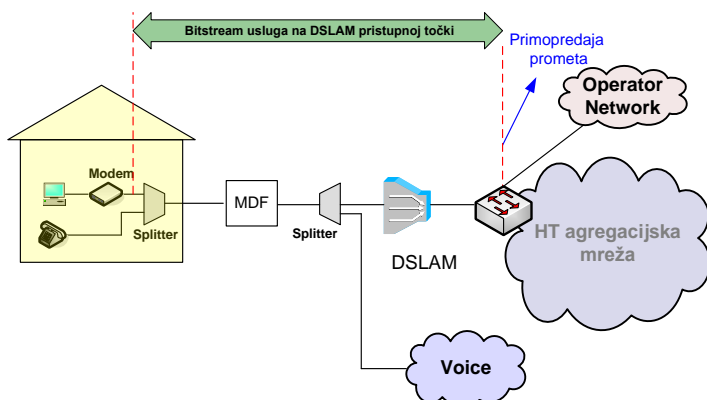 Bitstream usluga na DSLAM pristupnoj točki
Primopredaja
prometa
Operator
Network
Modem
Splitter
MDF
Splitter
DSLAM
HT agregacijska
mreža
Voice